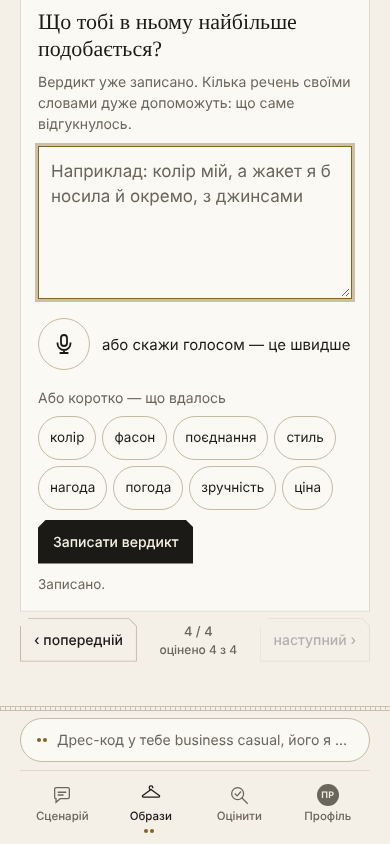 Що тобі в ньому найбільше
подобається?
Вердикт уже записано. Кілька речень своїми
словами дуже допоможуть: що саме
відгукнулось.
Наприклад: колір мій, а жакет я б
носила й окремо, з джинсами
або скажи голосом — це швидше
Або коротко — що вдалось
колір фасон поєднання стиль
нагода погода зручність ціна
Записати вердикт
Записано.
‹ попередній 4 / 4 наступний ›
оцінено 4 з 4
Дрес-код у тебе business casual, його я ...
ПР
Сценарій Образи Оцінити Профіль